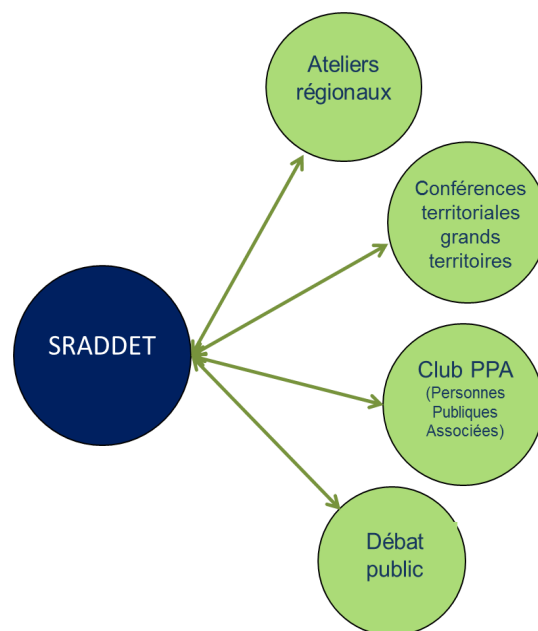 Ateliers
régionaux
Conférences
territoriales
grands
territoires
SRADDET
Club PPA
(Personnes
Publiques
Associées)
Débat
public